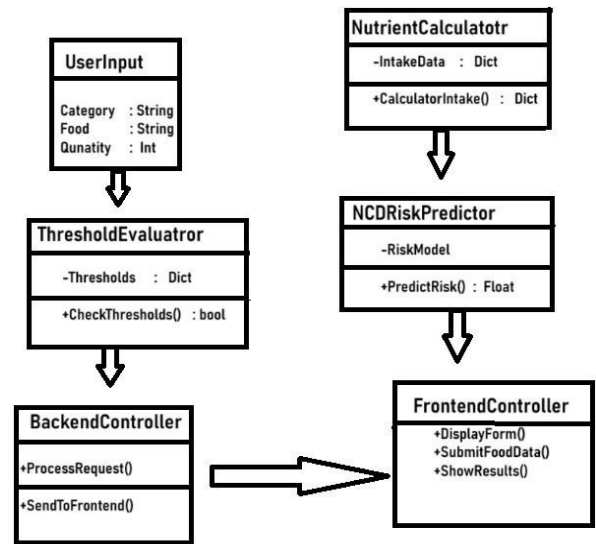 UserInput
Category : String
Food : String
Qunatity : Int
ThresholdEvaluatror
-Thresholds : Dict
+CheckThresholds() : bool
BackendController
+ProcessRequest()
+SendToFrontend()
NutrientCalculatotr
-IntakeData : Dict
+CalculatorIntake() : Dict
NCDRiskPredictor
-RiskModel
+PredictRisk() : Float
FrontendController
+DisplayForm()
+SubmitFoodData()
+ShowResults()